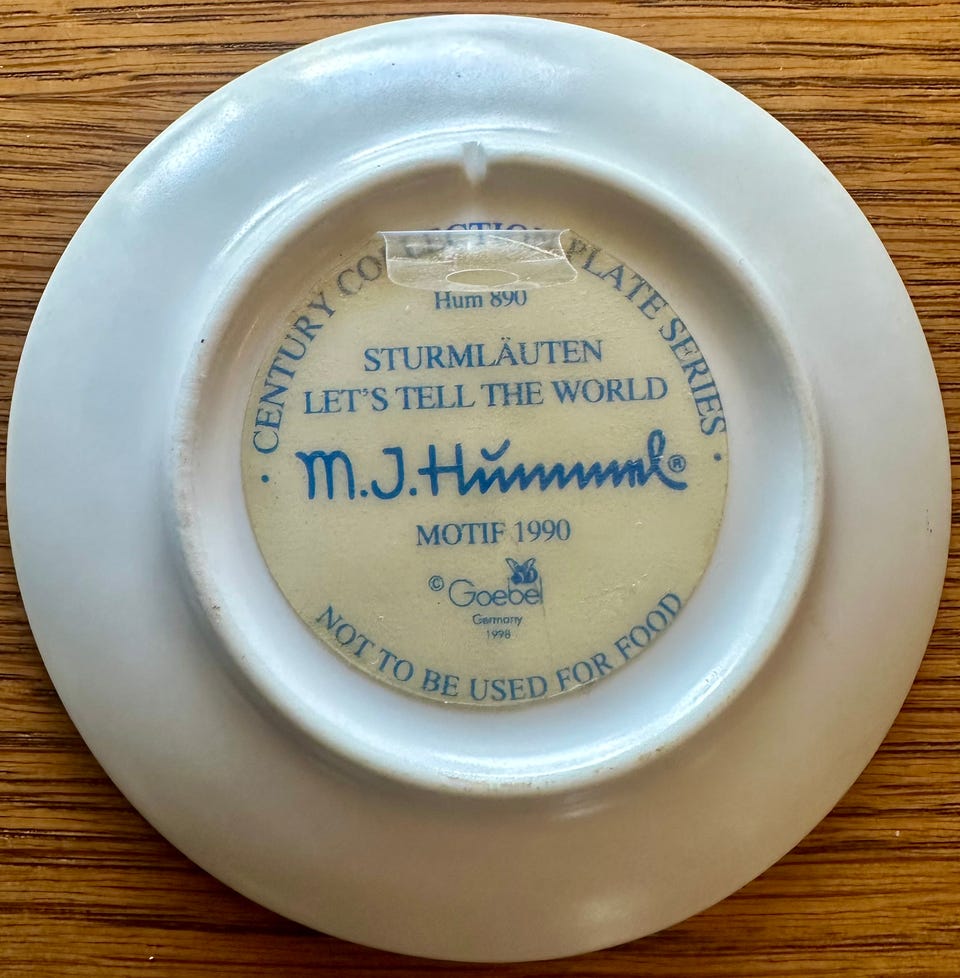 · CENTURY COLLECTION PLATE SERIES ·
Hum 890
STURMLÄUTEN
LET'S TELL THE WORLD
M.J.Hummel®
MOTIF 1990
© Goebel
Germany
1998
NOT TO BE USED FOR FOOD